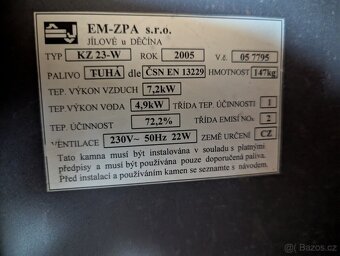 EM-ZPA s.r.o.
JÍLOVÉ u DĚČÍNA
TYP KZ 23-W ROK 2005 V.č. 05 7795
PALIVO TUHÁ dle ČSN EN 13229 HMOTNOST 147kg
TEP. VÝKON VZDUCH 7,2kW
TEP. VÝKON VODA 4,9kW TŘÍDA TEP. ÚČINNOSTI 1
TEP. ÚČINNOST 72,2% TŘÍDA EMISÍ NO. 2
VENTILACE 230V~ 50Hz 22W ZEMĚ URČENÍ CZ
Tato kamna musí být instalována v souladu s platnými
předpisy a musí být používána pouze doporučená paliva.
Před instalací a používáním kamen se seznamte s návodem.
Bazos.cz